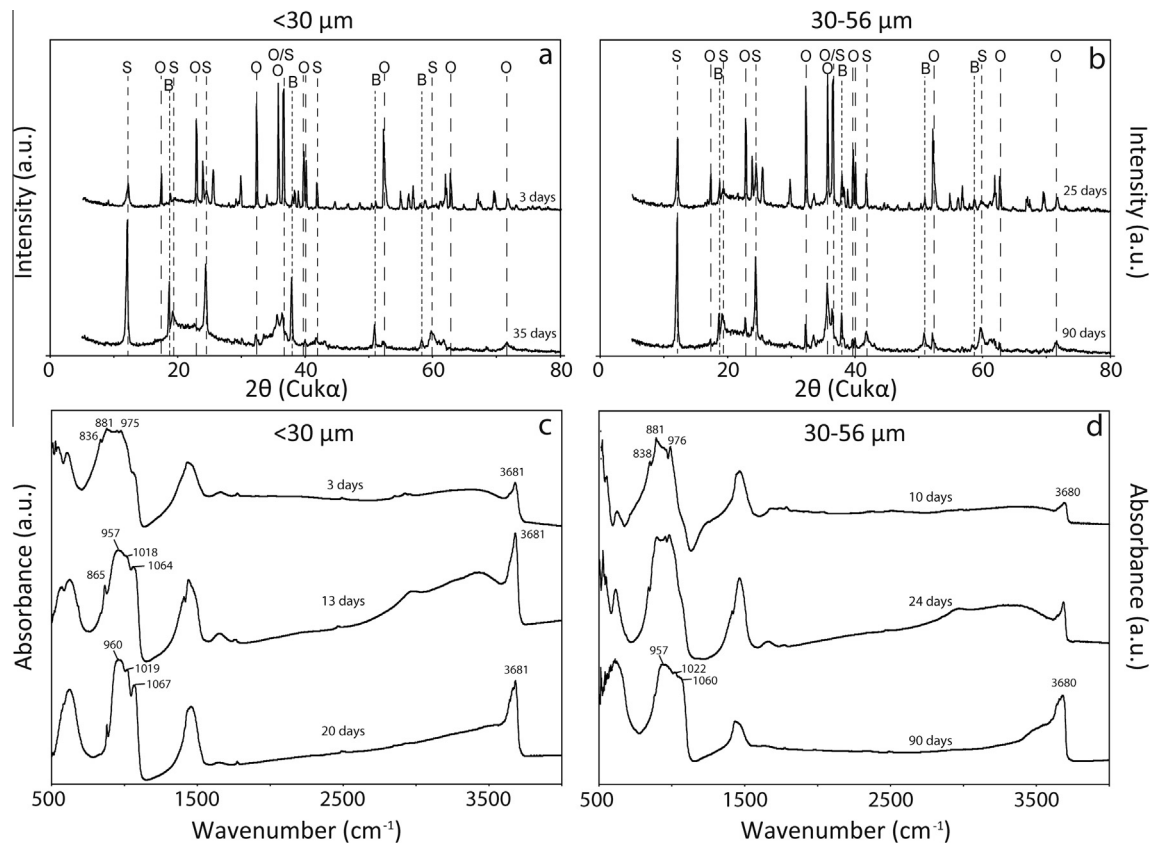 <30 μm
30-56 μm
a
S
O
B
S
O
S
O
O/S
O
B
O
S
B
O
B
S
O
O
3 days
35 days
Intensity (a.u.)
0
20
40
60
80
2θ (Cukα)
b
S
O
B
S
O
S
O
O/S
O
B
O
S
B
O
B
S
O
O
25 days
90 days
Intensity (a.u.)
0
20
40
60
80
2θ (Cukα)
<30 μm
c
836
881
975
3 days
3681
957
1018
1064
865
13 days
3681
960
1019
1067
20 days
3681
Absorbance (a.u.)
500
1500
2500
3500
Wavenumber (cm⁻¹)
30-56 μm
d
838
881
976
10 days
3680
24 days
957
1022
1060
90 days
3680
Absorbance (a.u.)
500
1500
2500
3500
Wavenumber (cm⁻¹)